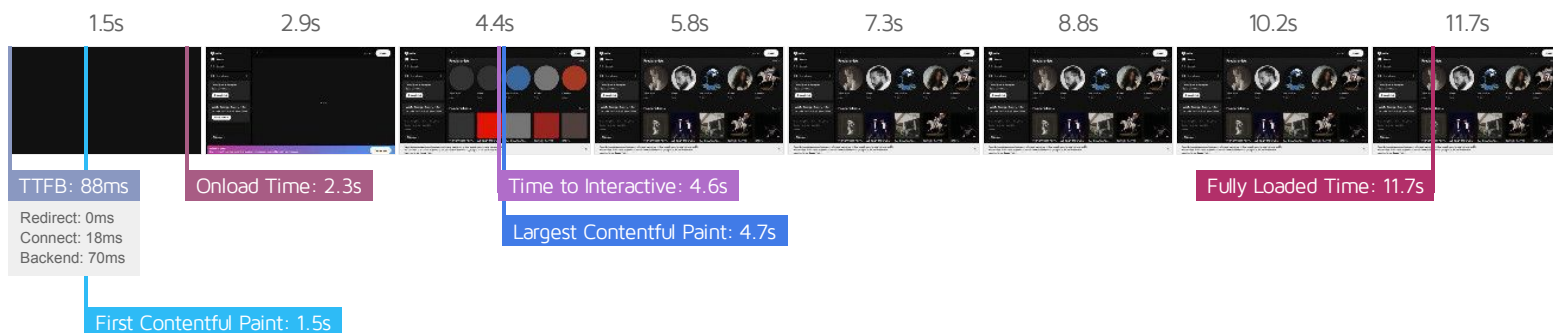 1.5s
2.9s
4.4s
5.8s
7.3s
8.8s
10.2s
11.7s
TTFB: 88ms
Onload Time: 2.3s
Time to Interactive: 4.6s
Fully Loaded Time: 11.7s
Redirect: 0ms
Connect: 18ms
Backend: 70ms
Largest Contentful Paint: 4.7s
First Contentful Paint: 1.5s